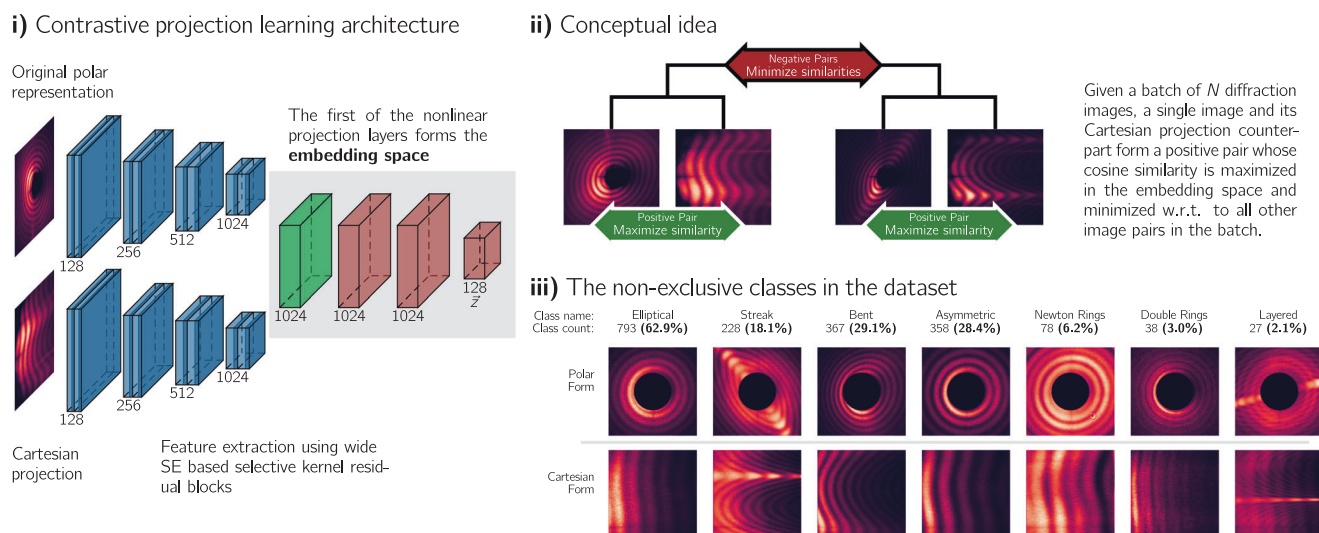 i) Contrastive projection learning architecture
Original polar
representation
The first of the nonlinear
projection layers forms the
embedding space
128
256
512
1024
1024
1024
1024
128
z⃗
128
256
512
1024
Cartesian
projection
Feature extraction using wide
SE based selective kernel resid-
ual blocks
ii) Conceptual idea
Negative Pairs
Minimize similarities
Positive Pair
Maximize similarity
Positive Pair
Maximize similarity
Given a batch of N diffraction
images, a single image and its
Cartesian projection counter-
part form a positive pair whose
cosine similarity is maximized
in the embedding space and
minimized w.r.t. to all other
image pairs in the batch.
iii) The non-exclusive classes in the dataset
Class name: Elliptical Streak Bent Asymmetric Newton Rings Double Rings Layered
Class count: 793 (62.9%) 228 (18.1%) 367 (29.1%) 358 (28.4%) 78 (6.2%) 38 (3.0%) 27 (2.1%)
Polar
Form
Cartesian
Form